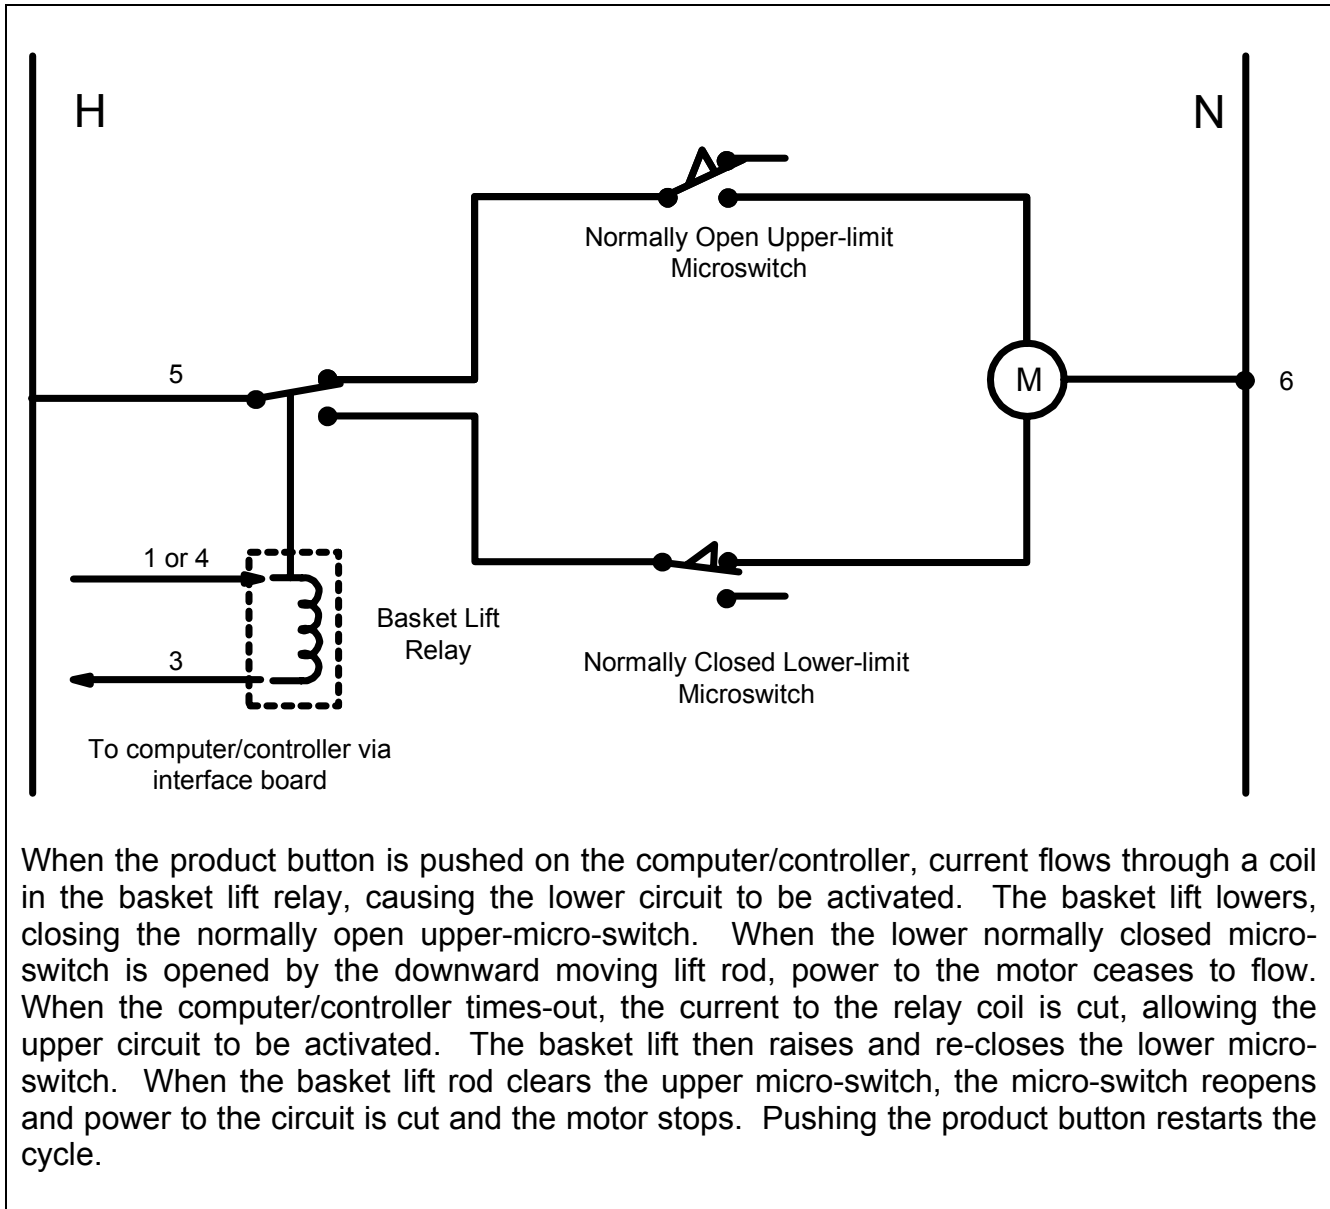 H
N
Normally Open Upper-limit
Microswitch
5
M
6
1 or 4
Basket Lift
Relay
3
Normally Closed Lower-limit
Microswitch
To computer/controller via
interface board
When the product button is pushed on the computer/controller, current flows through a coil
in the basket lift relay, causing the lower circuit to be activated. The basket lift lowers,
closing the normally open upper-micro-switch. When the lower normally closed micro-
switch is opened by the downward moving lift rod, power to the motor ceases to flow.
When the computer/controller times-out, the current to the relay coil is cut, allowing the
upper circuit to be activated. The basket lift then raises and re-closes the lower micro-
switch. When the basket lift rod clears the upper micro-switch, the micro-switch reopens
and power to the circuit is cut and the motor stops. Pushing the product button restarts the
cycle.